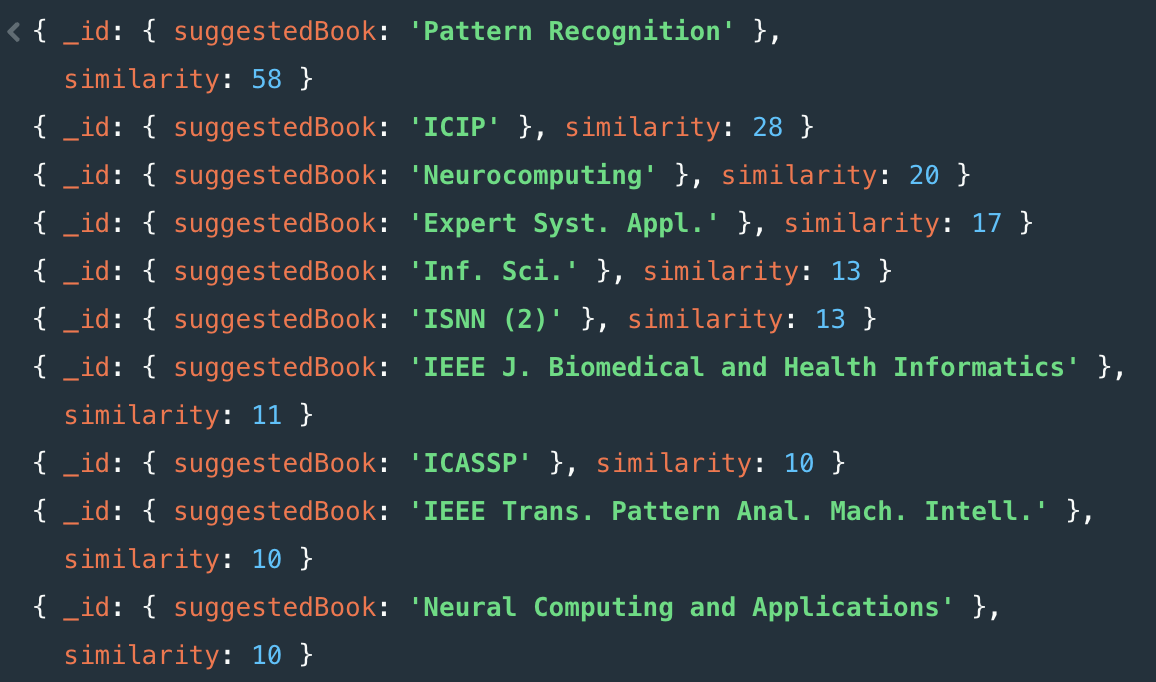 { _id: { suggestedBook: 'Pattern Recognition' },
  similarity: 58 }
{ _id: { suggestedBook: 'ICIP' }, similarity: 28 }
{ _id: { suggestedBook: 'Neurocomputing' }, similarity: 20 }
{ _id: { suggestedBook: 'Expert Syst. Appl.' }, similarity: 17 }
{ _id: { suggestedBook: 'Inf. Sci.' }, similarity: 13 }
{ _id: { suggestedBook: 'ISNN (2)' }, similarity: 13 }
{ _id: { suggestedBook: 'IEEE J. Biomedical and Health Informatics' },
  similarity: 11 }
{ _id: { suggestedBook: 'ICASSP' }, similarity: 10 }
{ _id: { suggestedBook: 'IEEE Trans. Pattern Anal. Mach. Intell.' },
  similarity: 10 }
{ _id: { suggestedBook: 'Neural Computing and Applications' },
  similarity: 10 }